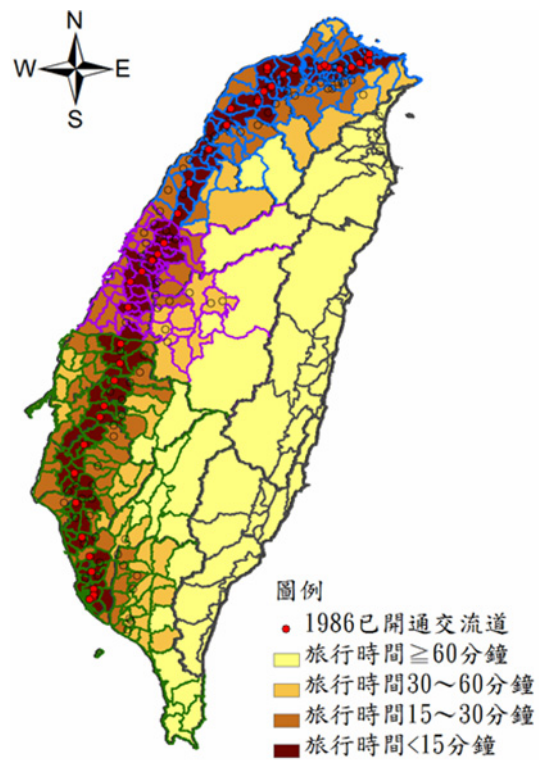 N
W E
S
圖例
1986已開通交流道
旅行時間≧60分鐘
旅行時間30～60分鐘
旅行時間15～30分鐘
旅行時間<15分鐘